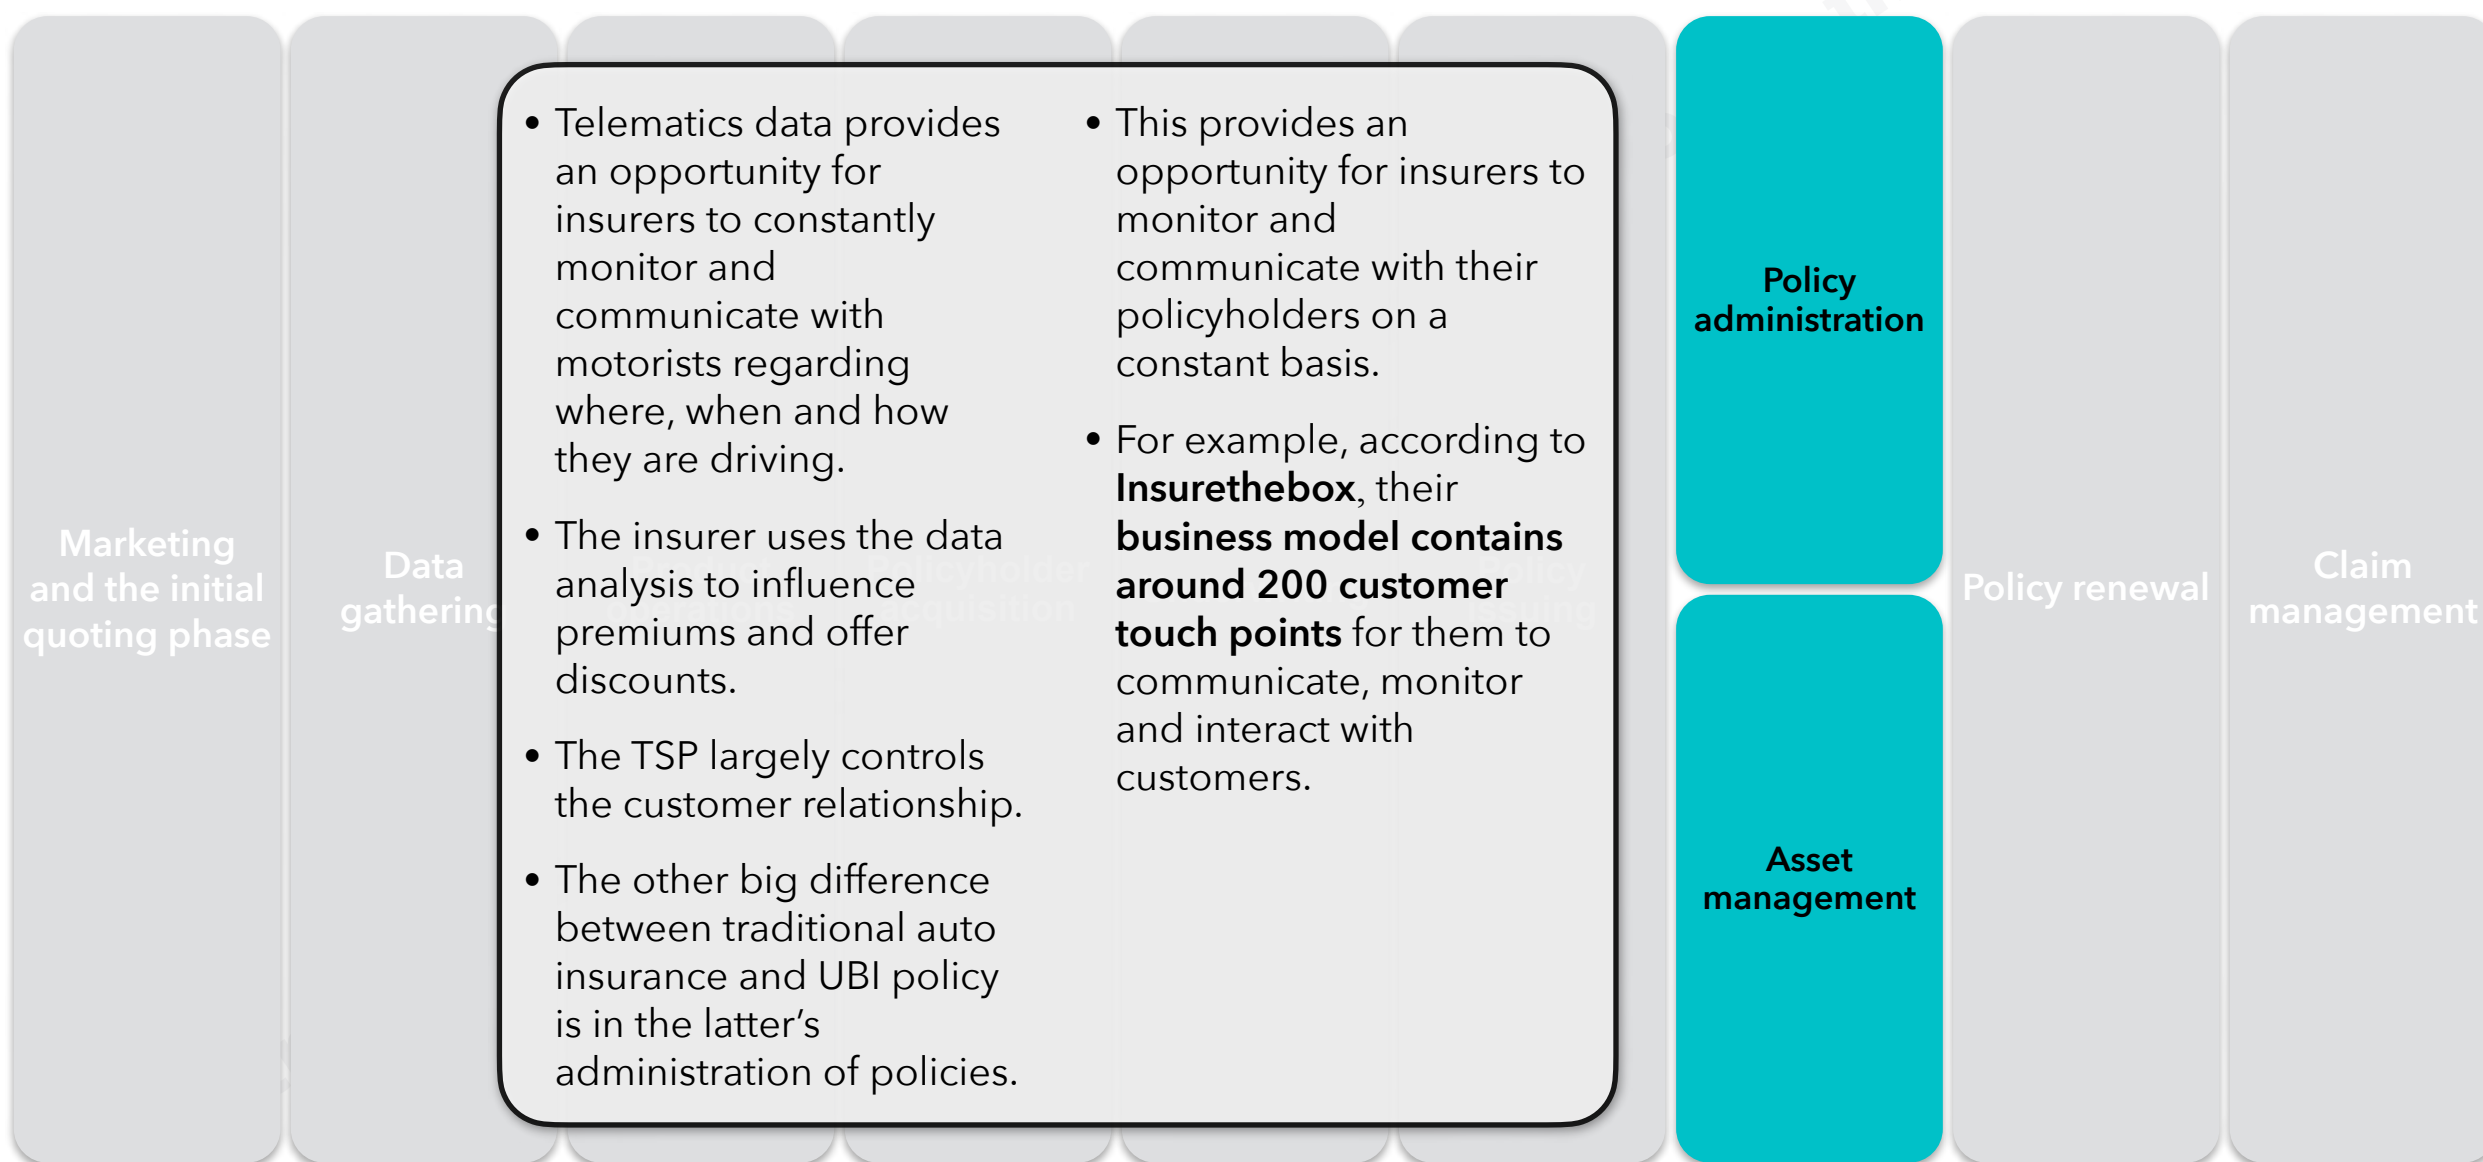 Marketing
and the initial
quoting phase
Data
gathering
• Telematics data provides
an opportunity for
insurers to constantly
monitor and
communicate with
motorists regarding
where, when and how
they are driving.
• The insurer uses the data
analysis to influence
premiums and offer
discounts.
• The TSP largely controls
the customer relationship.
• The other big difference
between traditional auto
insurance and UBI policy
is in the latter’s
administration of policies.
• This provides an
opportunity for insurers to
monitor and
communicate with their
policyholders on a
constant basis.
• For example, according to
Insurethebox, their
business model contains
around 200 customer
touch points for them to
communicate, monitor
and interact with
customers.
Product
operations
Policyholder
acquisition
Policy
issuing
Policy
administration
Asset
management
Policy renewal
Claim
management